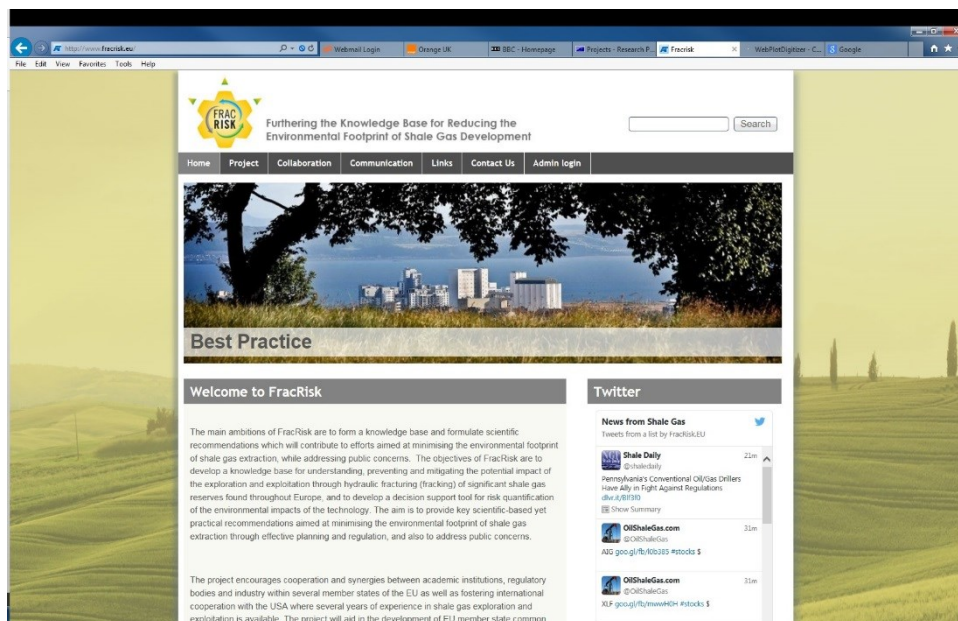 http://www.fracrisk.eu/
Webmail Login
Orange UK
BBC - Homepage
Projects - Research P...
Fracrisk
WebPlotDigitizer - C...
Google
File Edit View Favorites Tools Help
FRAC
RISK
Furthering the Knowledge Base for Reducing the
Environmental Footprint of Shale Gas Development
Search
Home Project Collaboration Communication Links Contact Us Admin login
Best Practice
Welcome to FracRisk
The main ambitions of FracRisk are to form a knowledge base and formulate scientific
recommendations which will contribute to efforts aimed at minimising the environmental footprint
of shale gas extraction, while addressing public concerns. The objectives of FracRisk are to
develop a knowledge base for understanding, preventing and mitigating the potential impact of
the exploration and exploitation through hydraulic fracturing (fracking) of significant shale gas
reserves found throughout Europe, and to develop a decision support tool for risk quantification
of the environmental impacts of the technology. The aim is to provide key scientific-based yet
practical recommendations aimed at minimising the environmental footprint of shale gas
extraction through effective planning and regulation, and also to address public concerns.
The project encourages cooperation and synergies between academic institutions, regulatory
bodies and industry within several member states of the EU as well as fostering international
cooperation with the USA where several years of experience in shale gas exploration and
exploitation is available. The project will aid in the development of EU member state common
Twitter
News from Shale Gas
Tweets from a list by FracRisk.EU
Shale Daily 21m
@shaledaily
Pennsylvania's Conventional Oil/Gas Drillers
Have Ally in Fight Against Regulations
Show Summary
OilShaleGas.com 31m
@OilShaleGas
AIG goo.gl/fb/l0b385 #stocks $
OilShaleGas.com 31m
@OilShaleGas
XLF goo.gl/fb/mwwH0H #stocks $